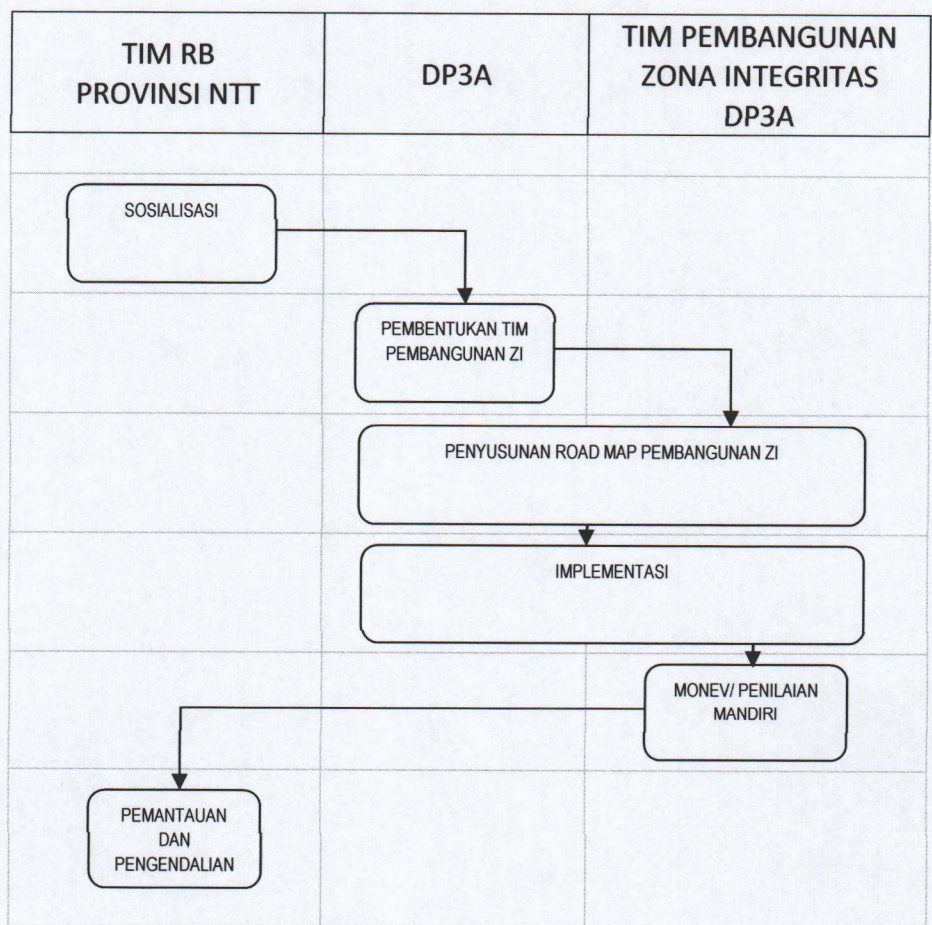 TIM RB
PROVINSI NTT
DP3A
TIM PEMBANGUNAN
ZONA INTEGRITAS
DP3A
SOSIALISASI
PEMBENTUKAN TIM
PEMBANGUNAN ZI
PENYUSUNAN ROAD MAP PEMBANGUNAN ZI
IMPLEMENTASI
MONEV/ PENILAIAN
MANDIRI
PEMANTAUAN
DAN
PENGENDALIAN